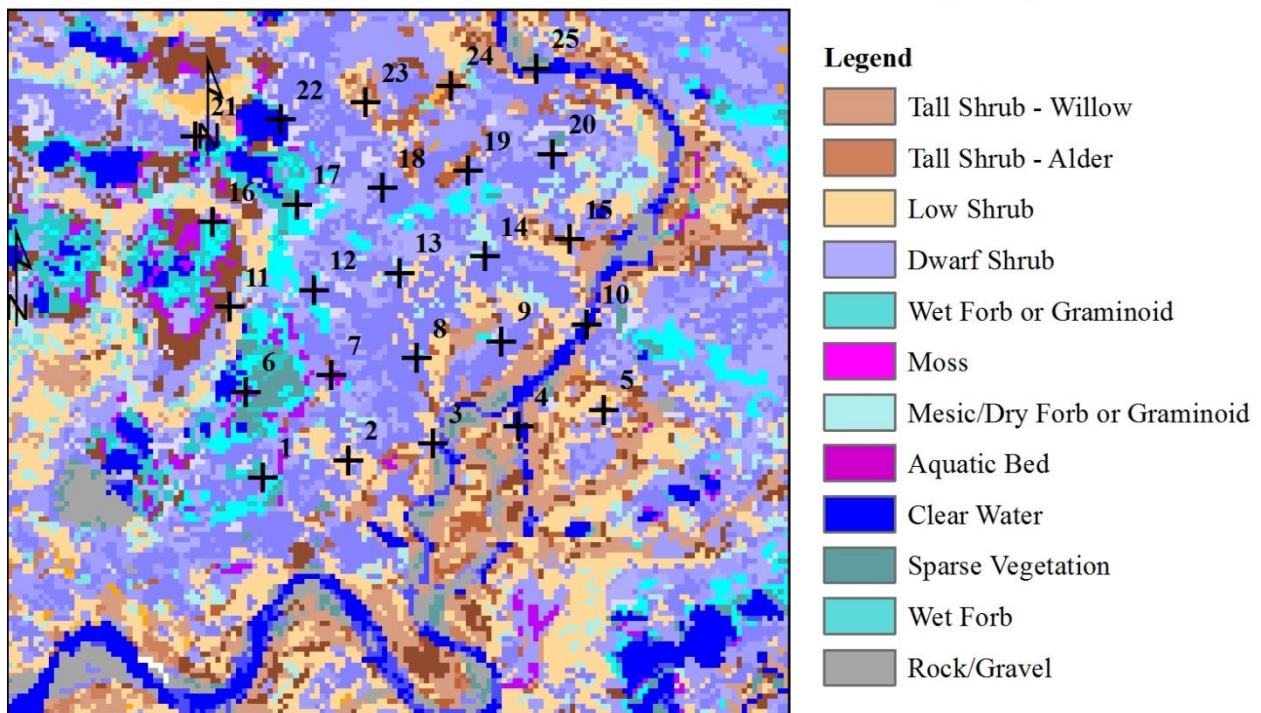 25
24
23
22
21
N
20
19
18
17
16
15
14
13
12
11
N
10
9
8
7
6
5
4
3
2
1
Legend
Tall Shrub - Willow
Tall Shrub - Alder
Low Shrub
Dwarf Shrub
Wet Forb or Graminoid
Moss
Mesic/Dry Forb or Graminoid
Aquatic Bed
Clear Water
Sparse Vegetation
Wet Forb
Rock/Gravel